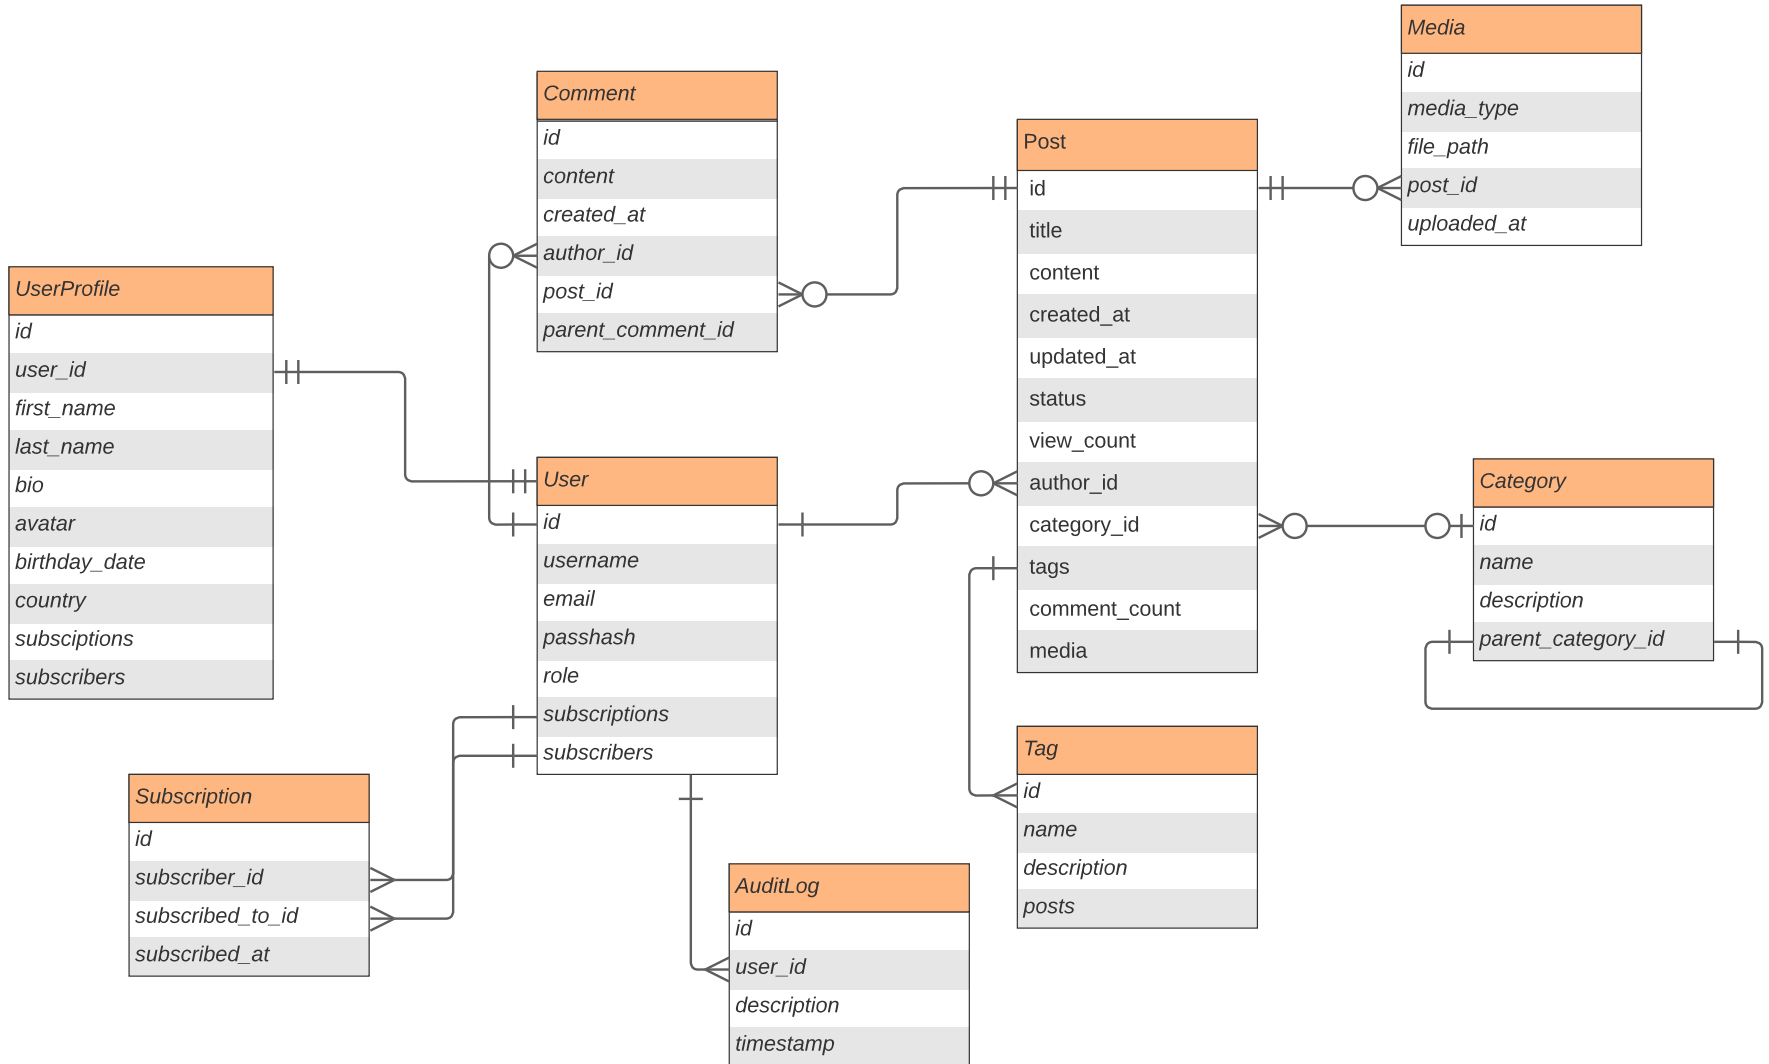 Media
id
media_type
file_path
post_id
uploaded_at
Comment
id
content
created_at
author_id
post_id
parent_comment_id
Post
id
title
content
created_at
updated_at
status
view_count
author_id
category_id
tags
comment_count
media
UserProfile
id
user_id
first_name
last_name
bio
avatar
birthday_date
country
subsciptions
subscribers
User
id
username
email
passhash
role
subscriptions
subscribers
Category
id
name
description
parent_category_id
Tag
id
name
description
posts
Subscription
id
subscriber_id
subscribed_to_id
subscribed_at
AuditLog
id
user_id
description
timestamp